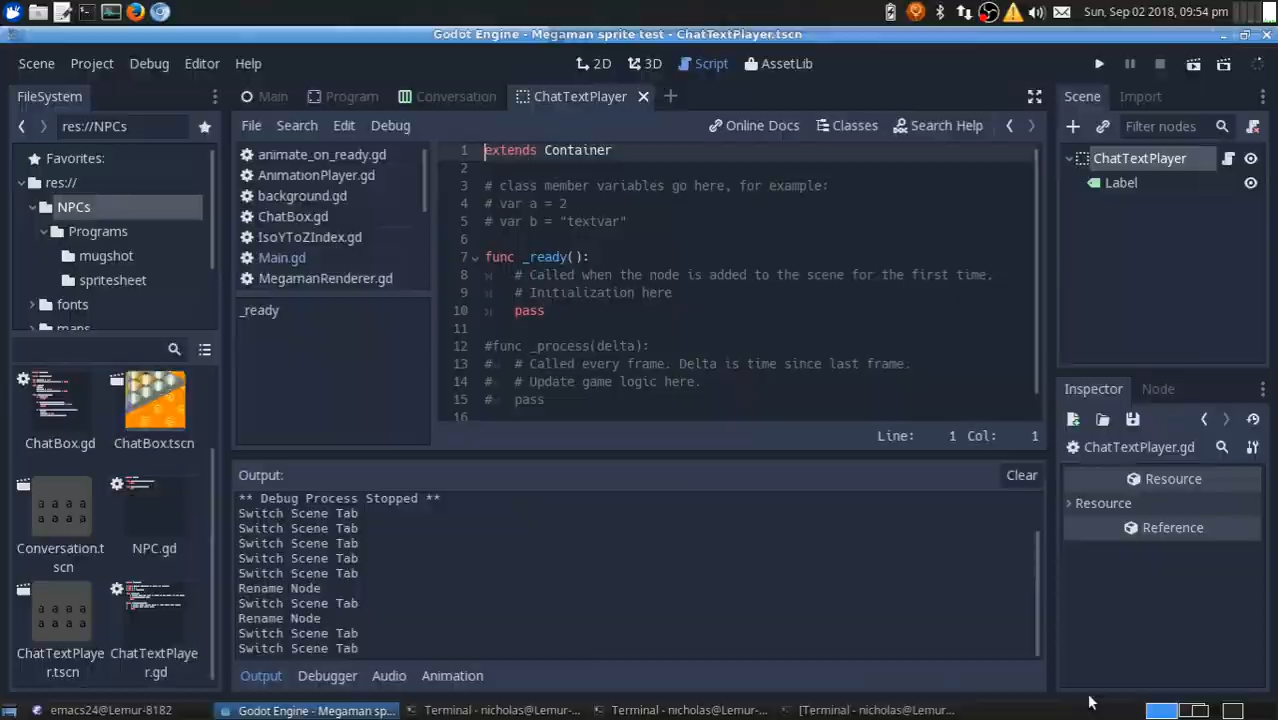 Sun, Sep 02 2018, 09:54 pm
Godot Engine - Megaman sprite test - ChatTextPlayer.tscn
Scene Project Debug Editor Help
2D 3D Script AssetLib
FileSystem
res://NPCs
Favorites:
res://
NPCs
Programs
mugshot
spritesheet
fonts
maps
ChatBox.gd
ChatBox.tscn
Conversation.t
scn
NPC.gd
ChatTextPlaye
r.tscn
ChatTextPlaye
r.gd
Main Program Conversation ChatTextPlayer
File Search Edit Debug
Online Docs Classes Search Help
animate_on_ready.gd
AnimationPlayer.gd
background.gd
ChatBox.gd
IsoYToZIndex.gd
Main.gd
MegamanRenderer.gd
_ready
1 extends Container
2
3 # class member variables go here, for example:
4 # var a = 2
5 # var b = "textvar"
6
7 func _ready():
8 # Called when the node is added to the scene for the first time.
9 # Initialization here
10 pass
11
12 #func _process(delta):
13 # # Called every frame. Delta is time since last frame.
14 # # Update game logic here.
15 # pass
16
Line: 1 Col: 1
Output:
Clear
** Debug Process Stopped **
Switch Scene Tab
Switch Scene Tab
Switch Scene Tab
Switch Scene Tab
Switch Scene Tab
Rename Node
Switch Scene Tab
Rename Node
Switch Scene Tab
Switch Scene Tab
Output Debugger Audio Animation
Scene Import
Filter nodes
ChatTextPlayer
Label
Inspector Node
ChatTextPlayer.gd
Resource
Resource
Reference
emacs24@Lemur-8182
Godot Engine - Megaman sp...
Terminal - nicholas@Lemur-...
Terminal - nicholas@Lemur-...
[Terminal - nicholas@Lemur...